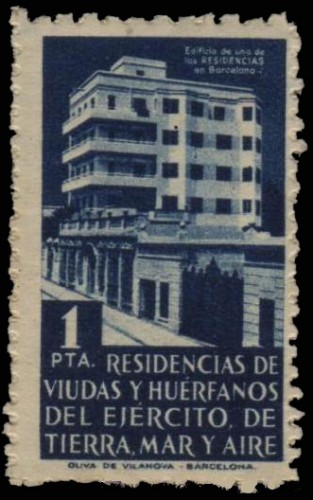 Edificio de una de
las RESIDENCIAS
en Barcelona.
1
PTA. RESIDENCIAS DE
VIUDAS Y HUÉRFANOS
DEL EJÉRCITO, DE
TIERRA, MAR Y AIRE
OLIVA DE VILANOVA - BARCELONA.